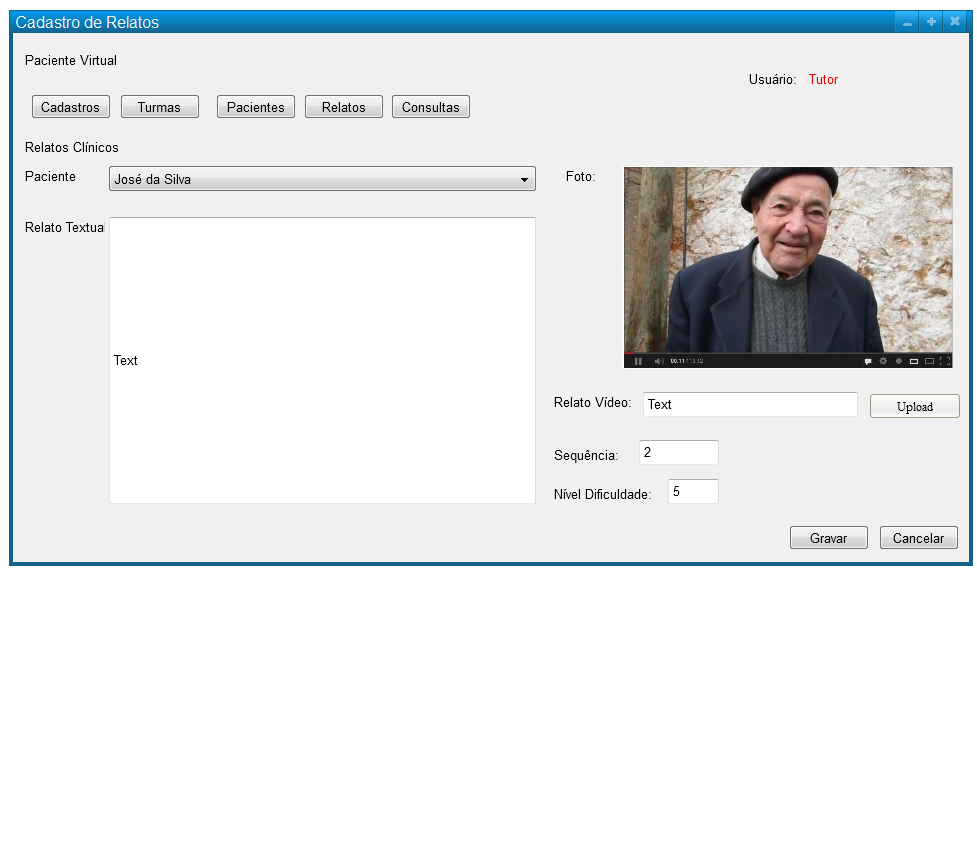 Cadastro de Relatos
Paciente Virtual
Usuário: Tutor
Cadastros Turmas Pacientes Relatos Consultas
Relatos Clínicos
Paciente José da Silva Foto:
Relato Textua
Text
00:11 / 13:12
Relato Vídeo: Text Upload
Sequência: 2
Nível Dificuldade: 5
Gravar Cancelar